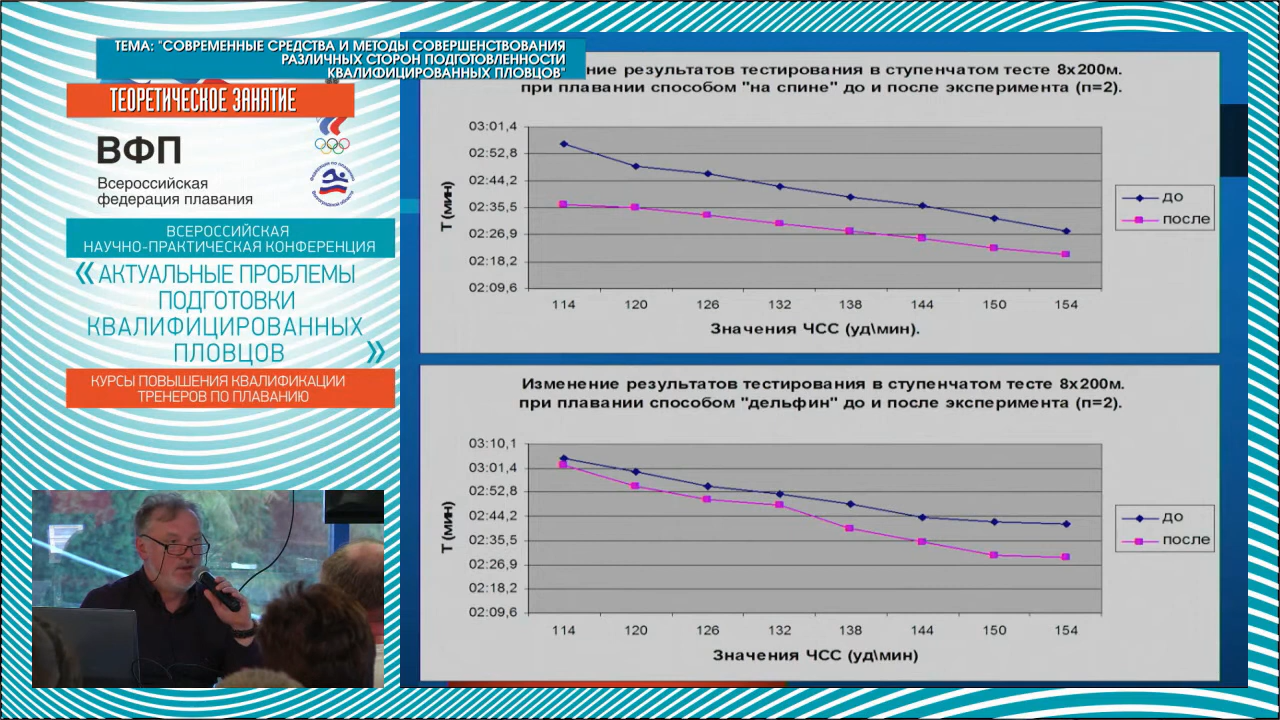 ТЕМА: "СОВРЕМЕННЫЕ СРЕДСТВА И МЕТОДЫ СОВЕРШЕНСТВОВАНИЯ
РАЗЛИЧНЫХ СТОРОН ПОДГОТОВЛЕННОСТИ
КВАЛИФИЦИРОВАННЫХ ПЛОВЦОВ"
ТЕОРЕТИЧЕСКОЕ ЗАНЯТИЕ
ВФП
Всероссийская
федерация плавания
ВСЕРОССИЙСКАЯ
НАУЧНО-ПРАКТИЧЕСКАЯ КОНФЕРЕНЦИЯ
« АКТУАЛЬНЫЕ ПРОБЛЕМЫ
ПОДГОТОВКИ
КВАЛИФИЦИРОВАННЫХ
ПЛОВЦОВ »
КУРСЫ ПОВЫШЕНИЯ КВАЛИФИКАЦИИ
ТРЕНЕРОВ ПО ПЛАВАНИЮ
ние результатов тестирования в ступенчатом тесте 8х200м.
при плавании способом "на спине" до и после эксперимента (п=2).
03:01,4
02:52,8
02:44,2
02:35,5
02:26,9
02:18,2
02:09,6
Т (мин)
114 120 126 132 138 144 150 154
Значения ЧСС (уд\мин).
до
после
Изменение результатов тестирования в ступенчатом тесте 8х200м.
при плавании способом "дельфин" до и после эксперимента (п=2).
03:10,1
03:01,4
02:52,8
02:44,2
02:35,5
02:26,9
02:18,2
02:09,6
Т (мин)
114 120 126 132 138 144 150 154
Значения ЧСС (уд\мин)
до
после